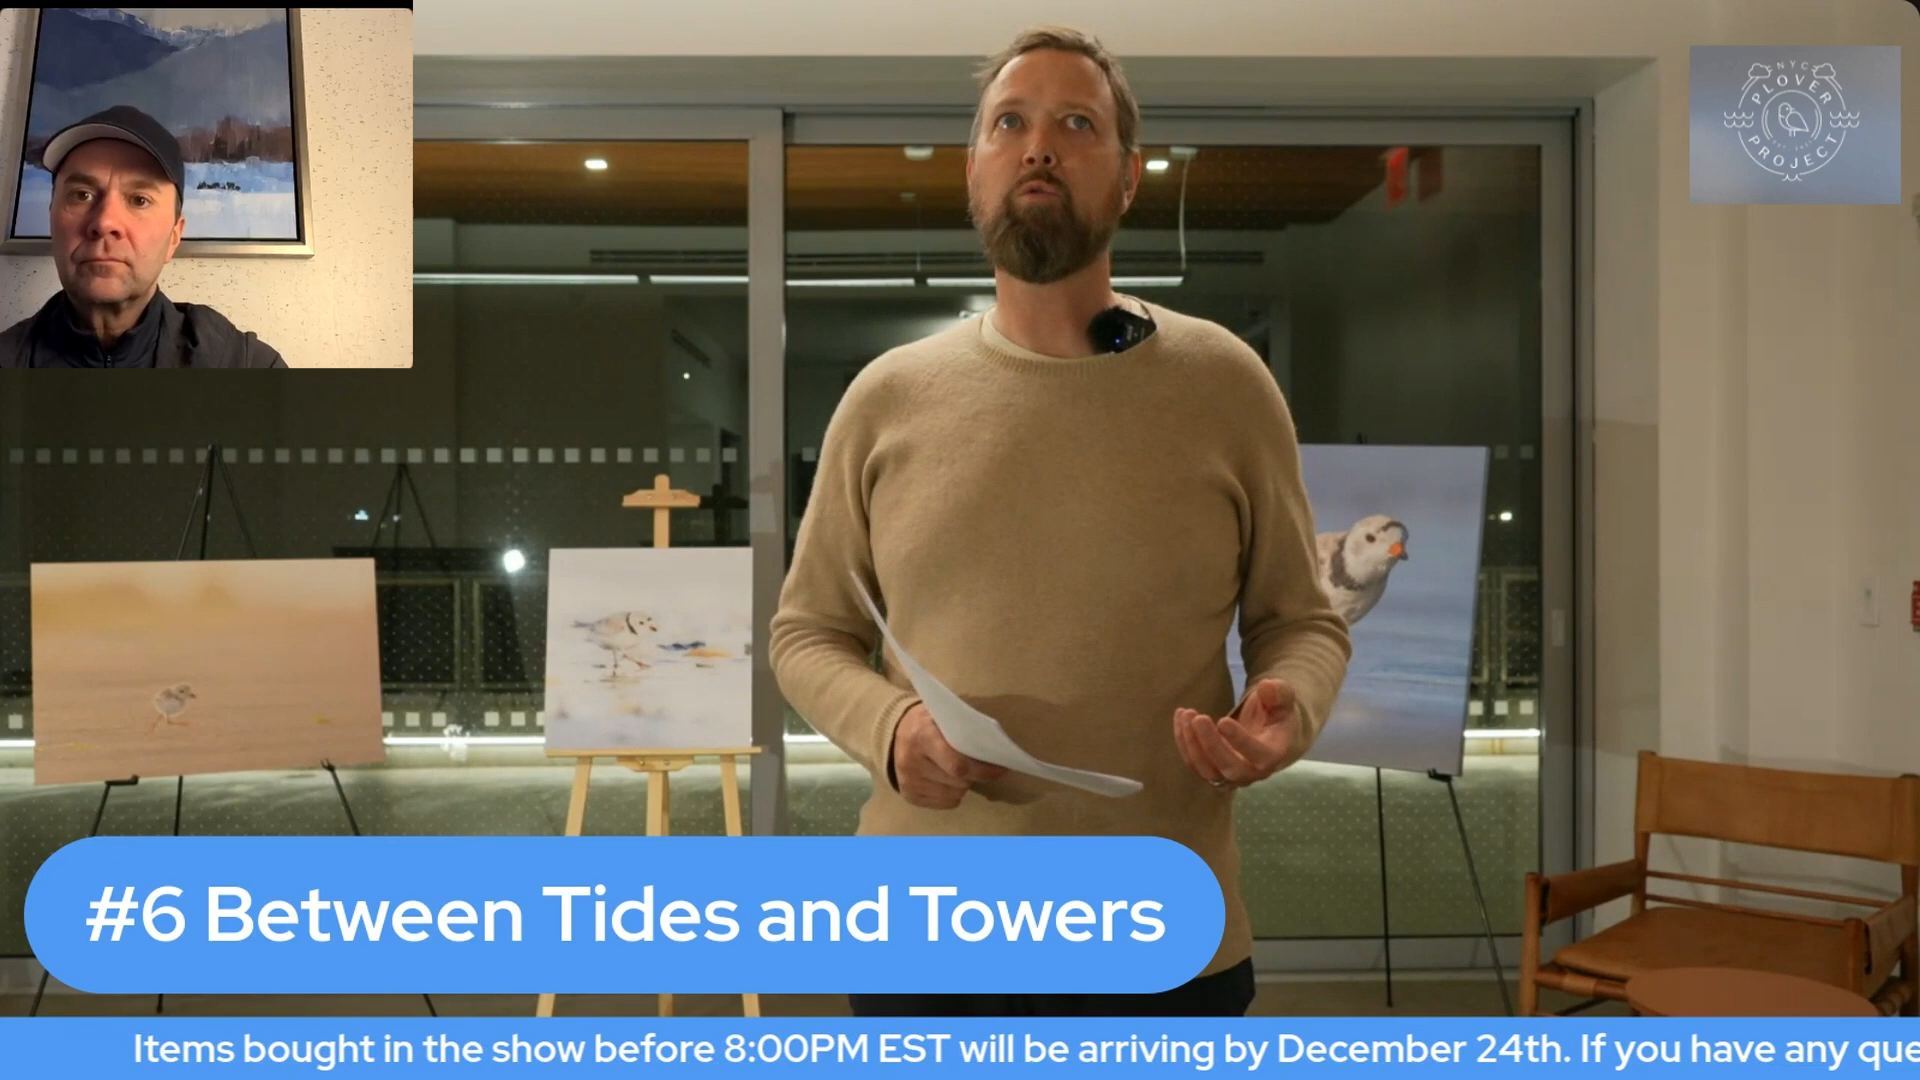 NYC
PLOVER
PROJECT
#6 Between Tides and Towers
Items bought in the show before 8:00PM EST will be arriving by December 24th. If you have any que